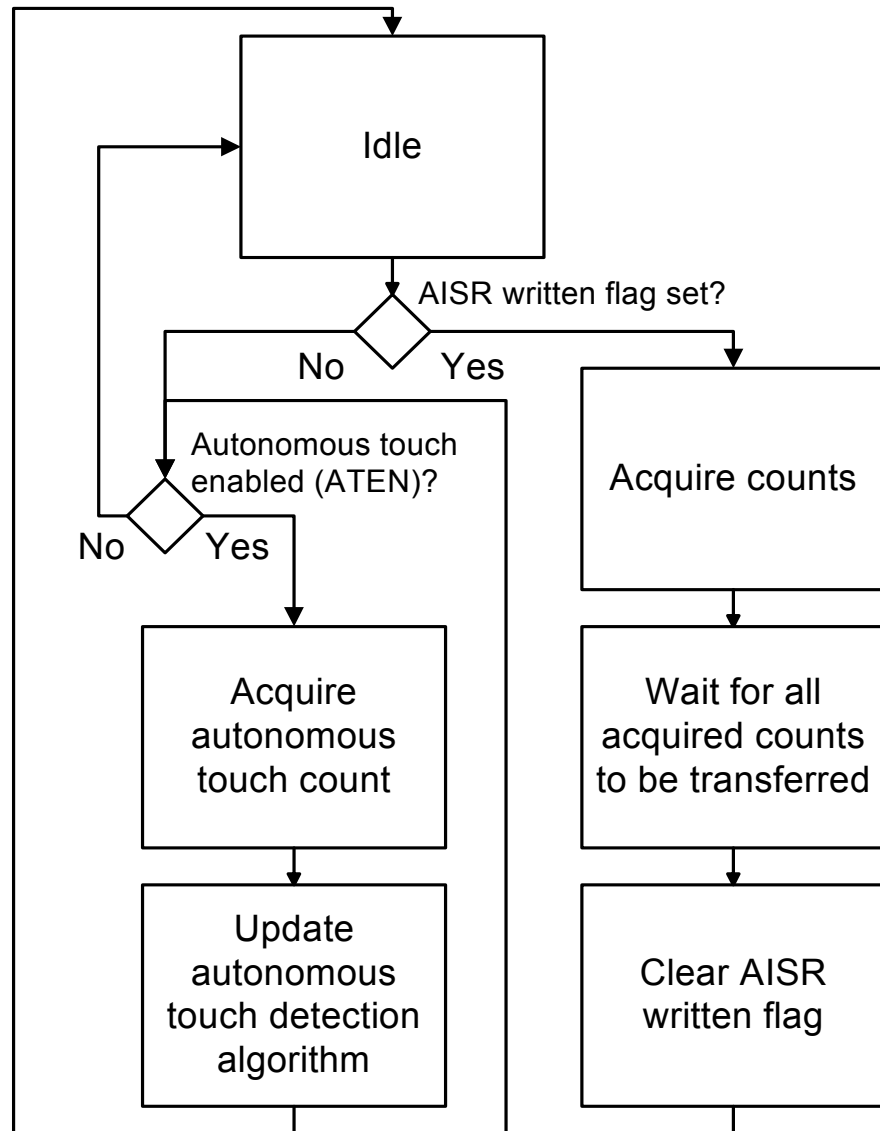 Idle
AISR written flag set?
No
Yes
Autonomous touch
enabled (ATEN)?
No
Yes
Acquire counts
Acquire
autonomous
touch count
Wait for all
acquired counts
to be transferred
Update
autonomous
touch detection
algorithm
Clear AISR
written flag